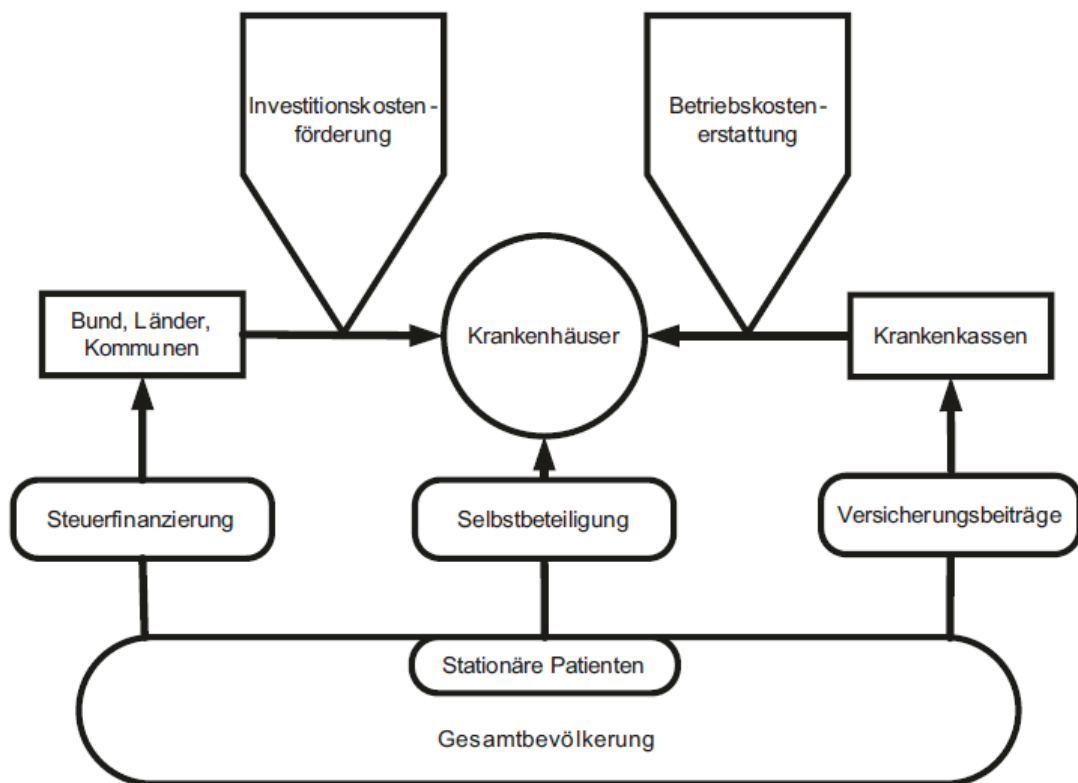 Investitionskosten-
förderung
Betriebskosten-
erstattung
Bund, Länder,
Kommunen
Krankenhäuser
Krankenkassen
Steuerfinanzierung
Selbstbeteiligung
Versicherungsbeiträge
Stationäre Patienten
Gesamtbevölkerung